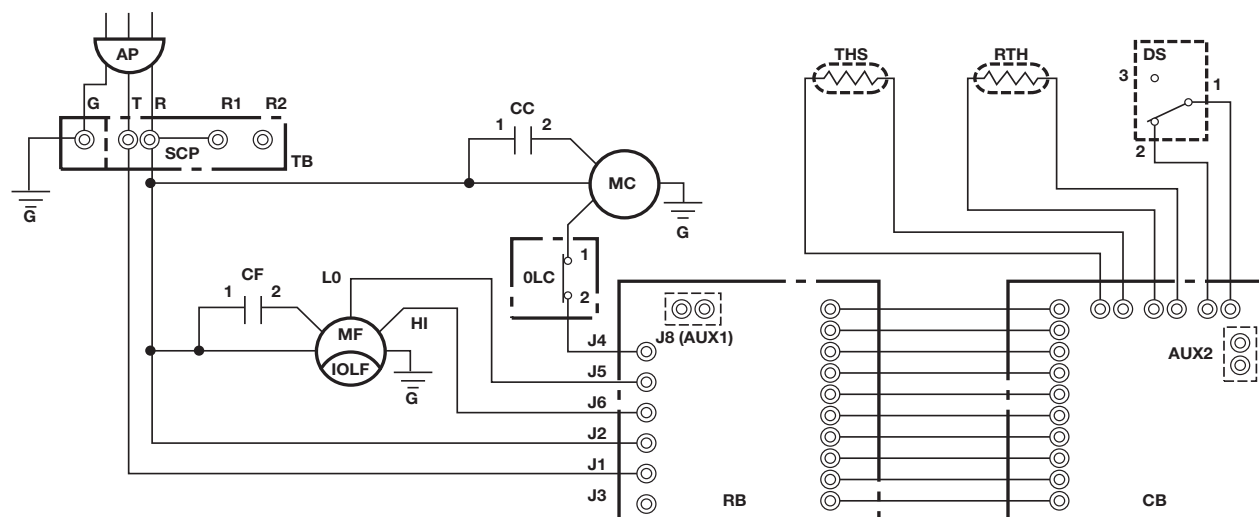 AP
THS
RTH
DS
3
1
2
G
T
R
R1
R2
SCP
TB
G
CC
1
2
MC
G
0LC
1
2
CF
1
2
L0
HI
MF
IOLF
G
J8 (AUX1)
J4
J5
J6
J2
J1
J3
RB
AUX2
CB